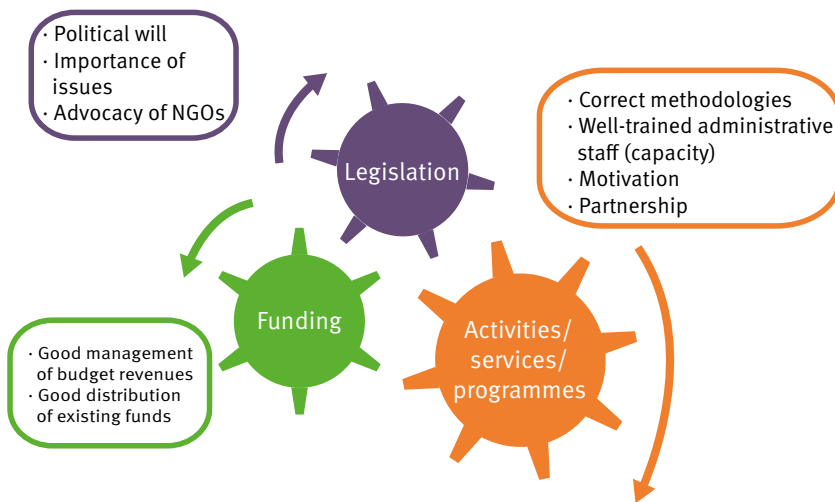 · Political will
· Importance of
issues
· Advocacy of NGOs
Legislation
· Correct methodologies
· Well-trained administrative
staff (capacity)
· Motivation
· Partnership
Funding
Activities/
services/
programmes
· Good management
of budget revenues
· Good distribution
of existing funds